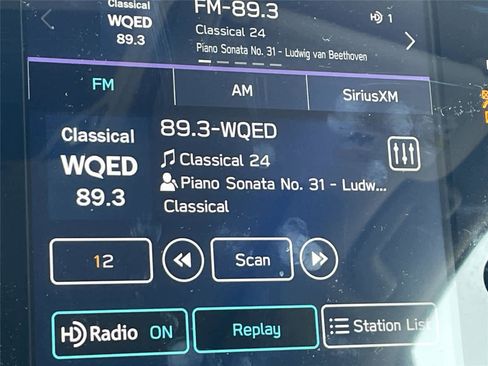 Classical
WQED
89.3
FM-89.3
Classical 24
Piano Sonata No. 31 - Ludwig van Beethoven
HD 1
FM
AM
SiriusXM
Classical
WQED
89.3
89.3-WQED
Classical 24
Piano Sonata No. 31 - Ludw...
Classical
12
Scan
HD Radio ON
Replay
Station List